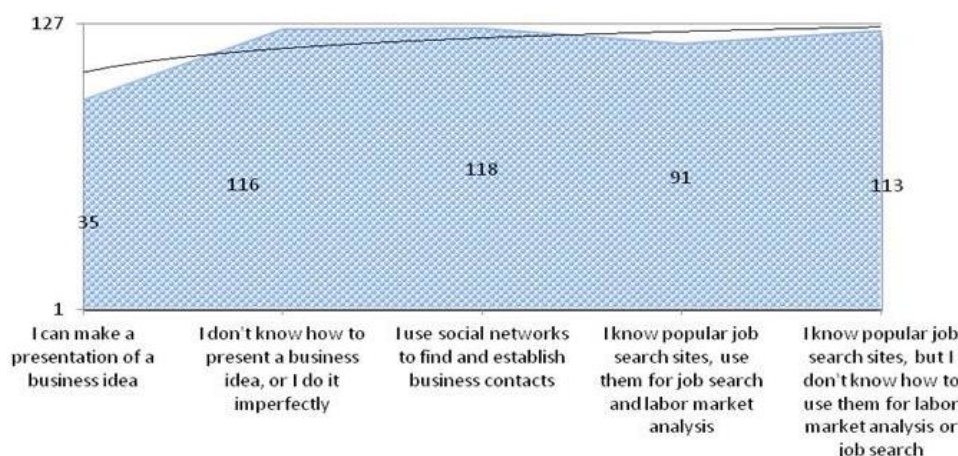 127
118
116
91
113
35
1
I can make a
presentation of a
business idea
I don't know how to
present a business
idea, or I do it
imperfectly
I use social networks
to find and establish
business contacts
I know popular job
search sites, use
them for job search
and labor market
analysis
I know popular job
search sites, but I
don't know how to
use them for labor
market analysis or
job search